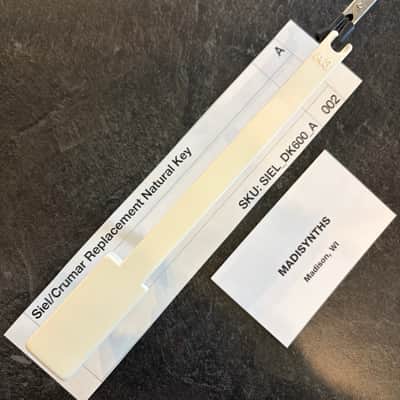 Siel/Crumar Replacement Natural Key
A
SKU: SIEL_DK600_A
002
MADISYNTHS
Madison, WI